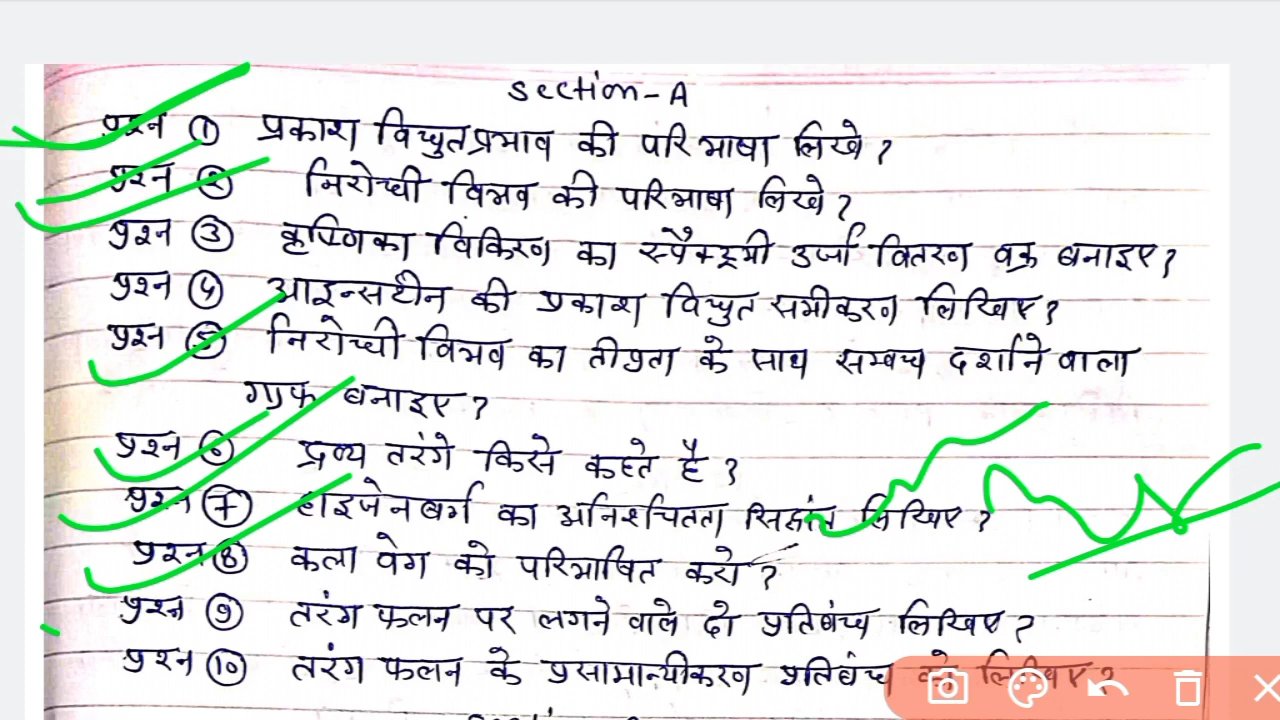 Section-A
प्रश्न ① प्रकाश विद्युतप्रभाव की परिभाषा लिखे ?
प्रश्न ② निरोधी विभव की परिभाषा लिखे ?
प्रश्न ③ कृष्णिका विकिरण का स्पैक्ट्रमी उर्जा वितरण वक्र बनाइए ?
प्रश्न ④ आइन्सटीन की प्रकाश विधुत समीकरण लिखिए ?
प्रश्न ⑤ निरोधी विभव का तीव्रता के साथ सम्बंध दर्शाने वाला
ग्राफ बनाइए ?
प्रश्न ⑥ द्रव्य तरंगे किसे कहते है ?
प्रश्न ⑦ हाइजेनबर्ग का अनिश्चितता सिद्धांत लिखिए ?
प्रश्न ⑧ कला वेग को परिभाषित करो ?
प्रश्न ⑨ तरंग फलन पर लगने वाले दो प्रतिबंध लिखिए ?
प्रश्न ⑩ तरंग फलन के प्रसामान्यीकरण प्रतिबंध को लिखिए ?